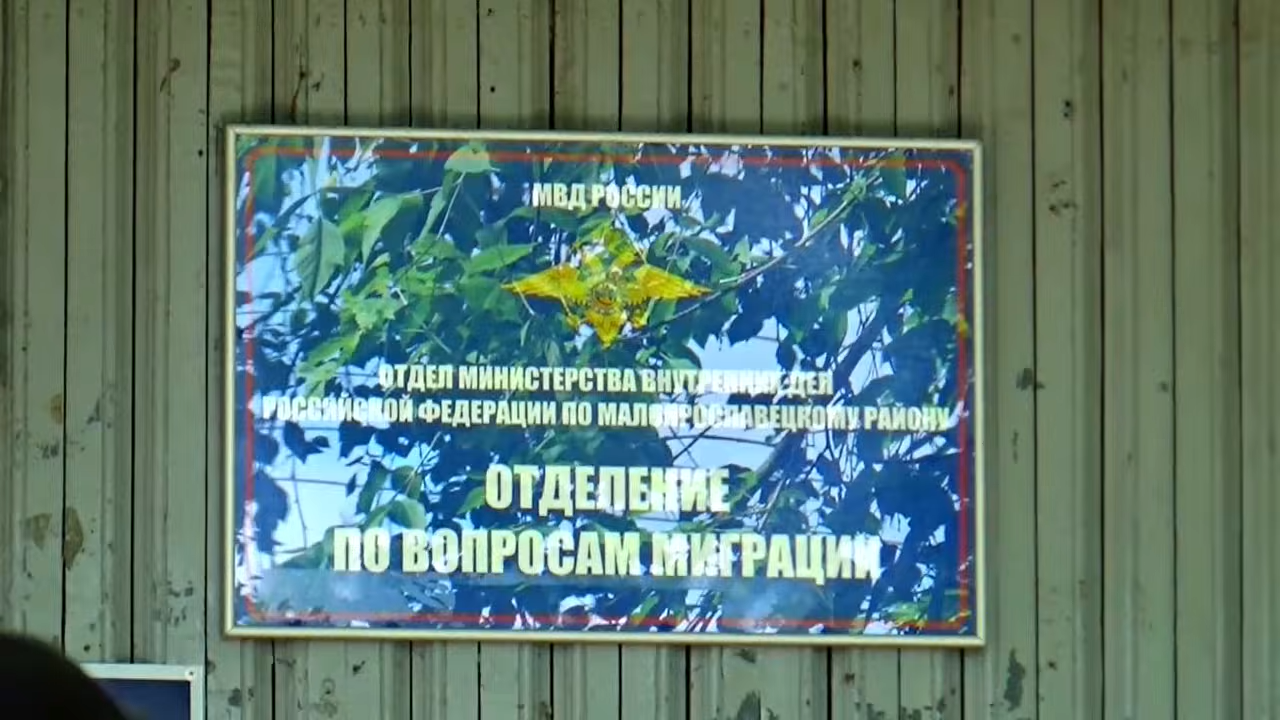 МВД РОССИИ
ОТДЕЛ МИНИСТЕРСТВА ВНУТРЕННИХ ДЕЛ
РОССИЙСКОЙ ФЕДЕРАЦИИ ПО МАЛОЯРОСЛАВЕЦКОМУ РАЙОНУ
ОТДЕЛЕНИЕ
ПО ВОПРОСАМ МИГРАЦИИ